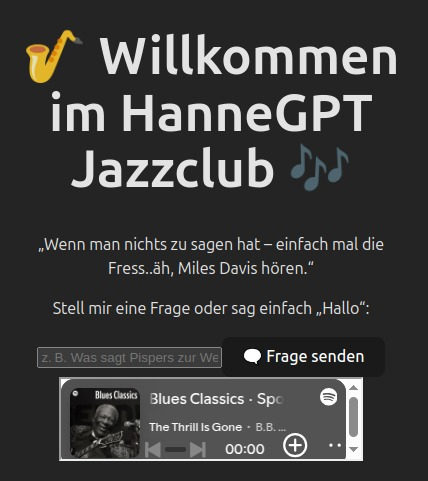 🎷 Willkommen
im HanneGPT
Jazzclub 🎶
„Wenn man nichts zu sagen hat – einfach mal die
Fress..äh, Miles Davis hören.“
Stell mir eine Frage oder sag einfach „Hallo“:
z. B. Was sagt Pispers zur We
💬 Frage senden
Blues Classics
Blues Classics · Spo
The Thrill Is Gone · B.B. ...
00:00